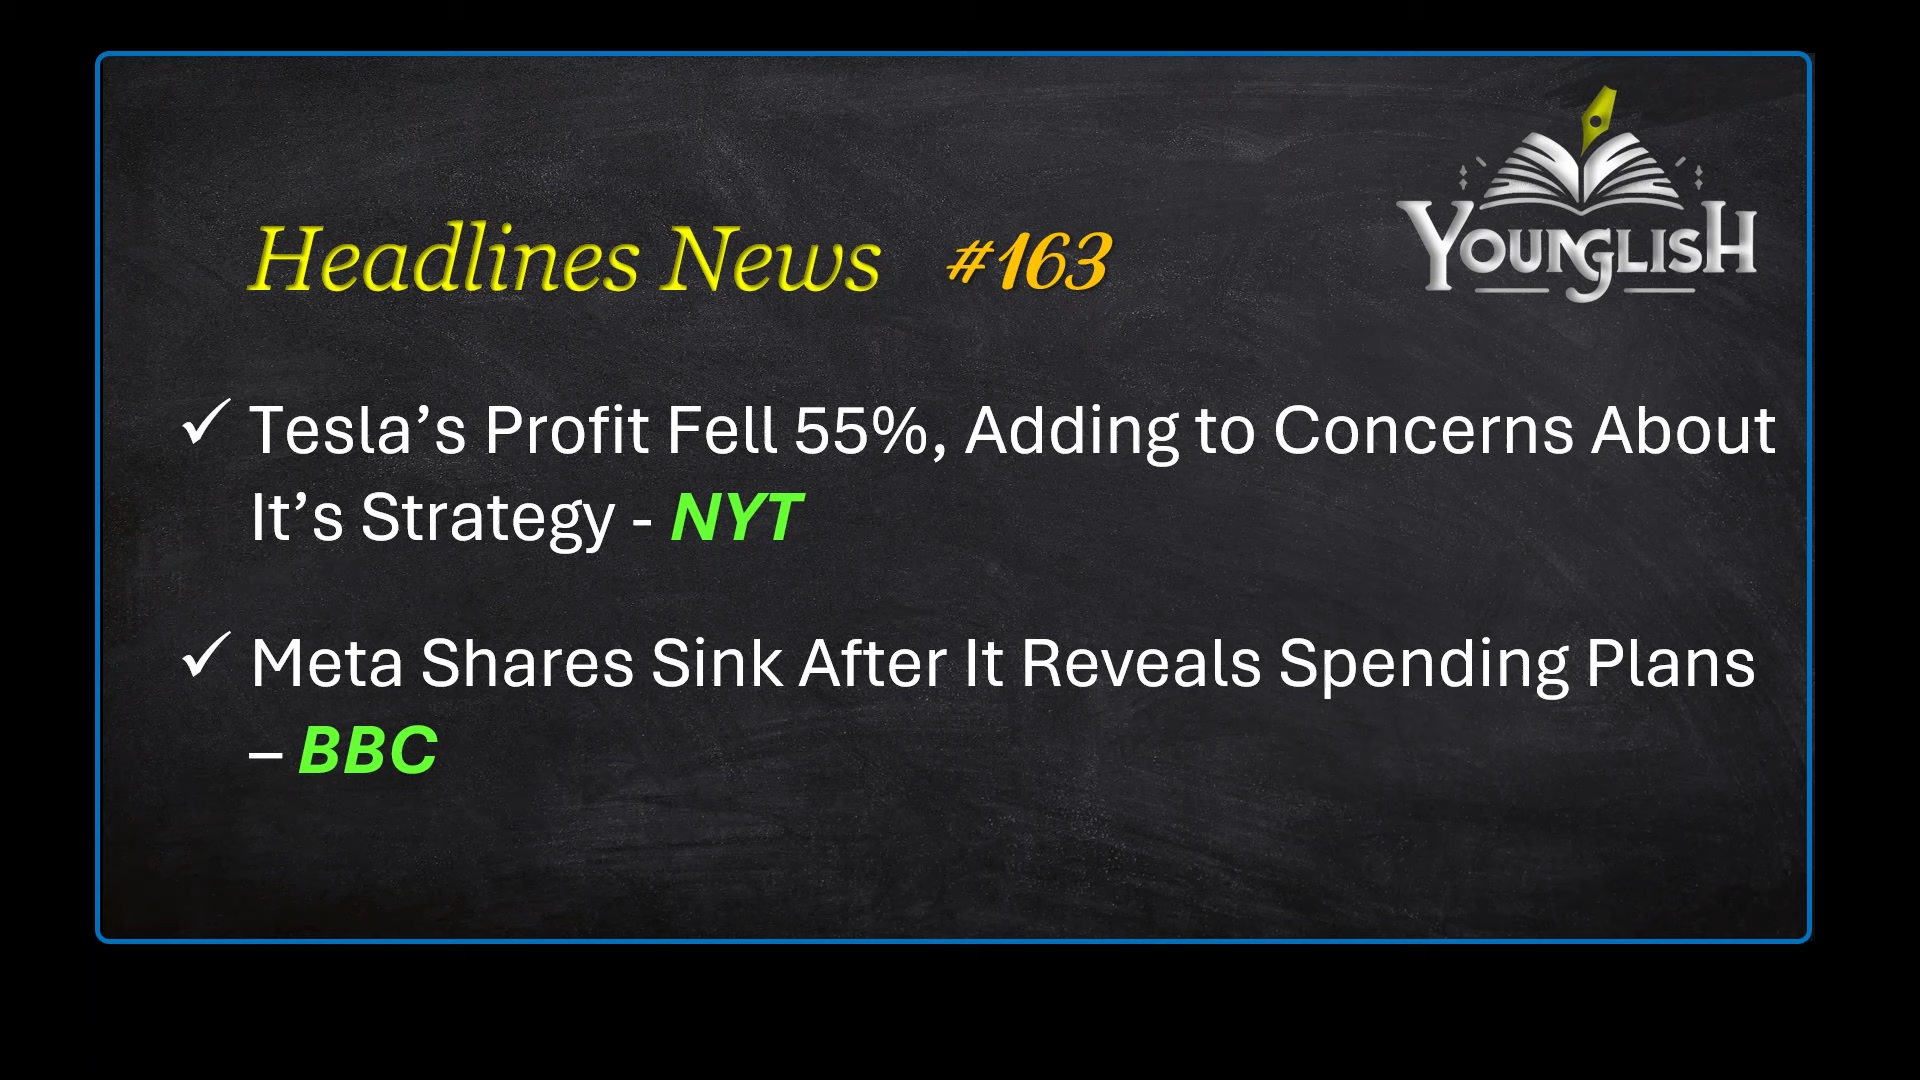 YOUNGLISH
Headlines News #163
✓ Tesla’s Profit Fell 55%, Adding to Concerns About
It’s Strategy - NYT
✓ Meta Shares Sink After It Reveals Spending Plans
– BBC